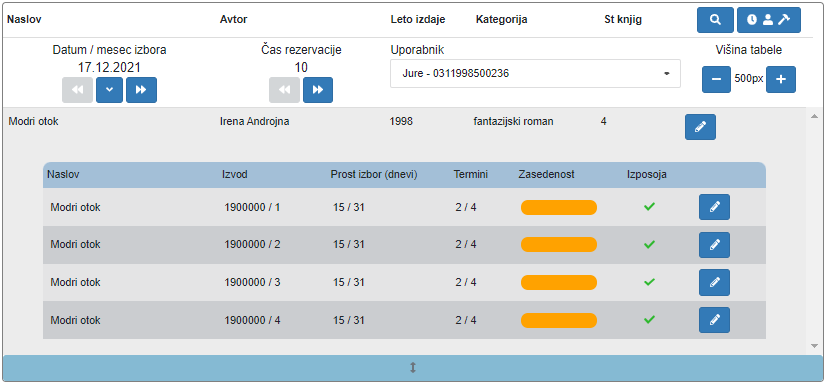 Naslov Avtor Leto izdaje Kategorija St knjig
Datum / mesec izbora Čas rezervacije Uporabnik Višina tabele
17.12.2021 10 Jure - 0311998500236 500px
Modri otok Irena Androjna 1998 fantazijski roman 4
Naslov Izvod Prost izbor (dnevi) Termini Zasedenost Izposoja
Modri otok 1900000 / 1 15 / 31 2 / 4
Modri otok 1900000 / 2 15 / 31 2 / 4
Modri otok 1900000 / 3 15 / 31 2 / 4
Modri otok 1900000 / 4 15 / 31 2 / 4